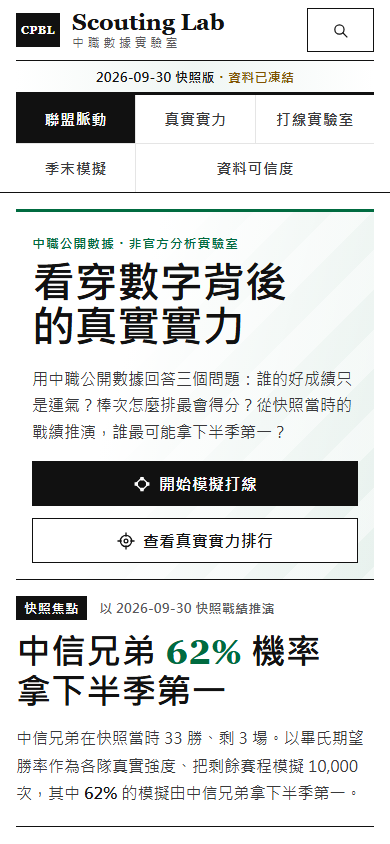 CPBL
Scouting Lab
中職數據實驗室
2026-09-30 快照版・資料已凍結
聯盟脈動
真實實力
打線實驗室
季末模擬
資料可信度
中職公開數據・非官方分析實驗室
看穿數字背後
的真實實力
用中職公開數據回答三個問題：誰的好成績只
是運氣？棒次怎麼排最會得分？從快照當時的
戰績推演，誰最可能拿下半季第一？
開始模擬打線
查看真實實力排行
快照焦點
以 2026-09-30 快照戰績推演
中信兄弟 62% 機率
拿下半季第一
中信兄弟在快照當時 33 勝、剩 3 場。以畢氏期望
勝率作為各隊真實強度、把剩餘賽程模擬 10,000
次，其中 62% 的模擬由中信兄弟拿下半季第一。